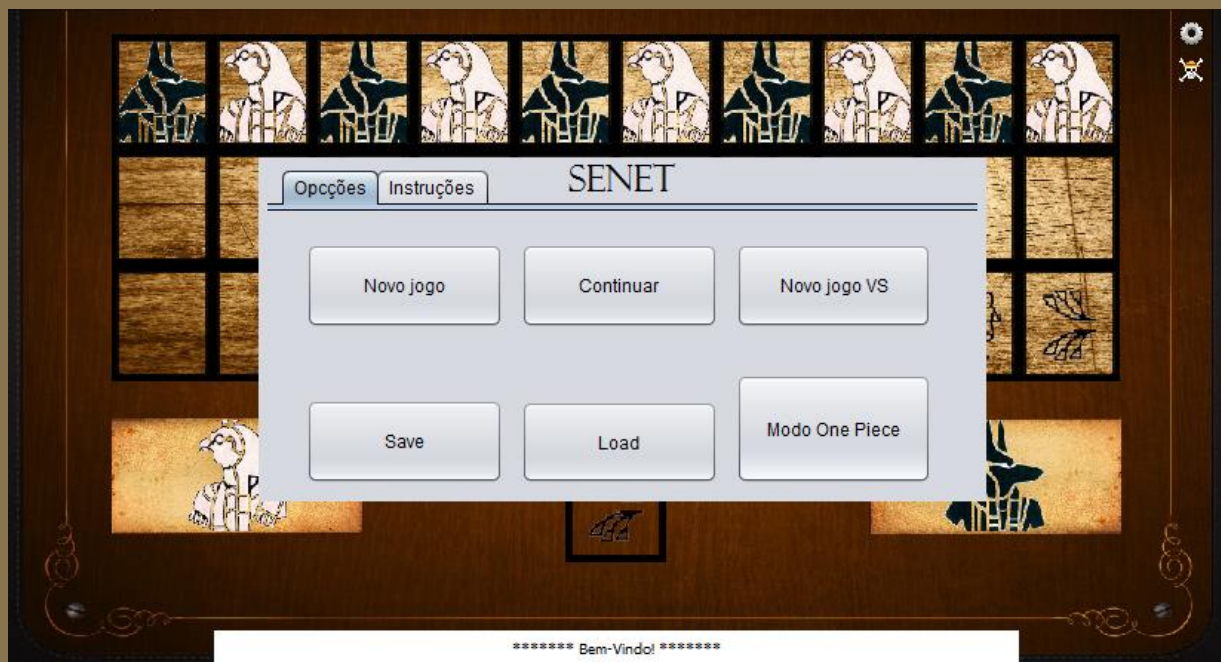 SENET
Opcções Instruções
Novo jogo Continuar Novo jogo VS
Save Load Modo One Piece
******* Bem-Vindo! *******